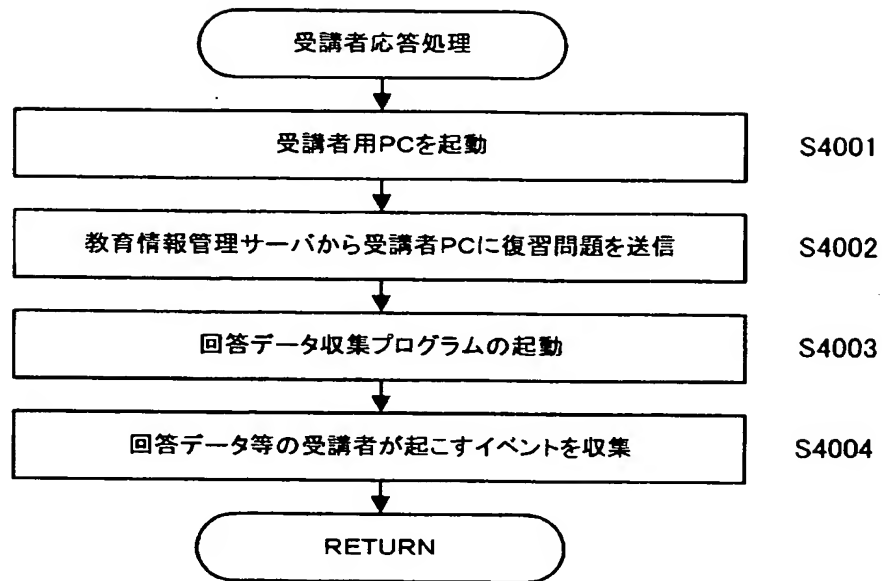 受講者応答処理
受講者用PCを起動 S4001
教育情報管理サーバから受講者PCに復習問題を送信 S4002
回答データ収集プログラムの起動 S4003
回答データ等の受講者が起こすイベントを収集 S4004
RETURN